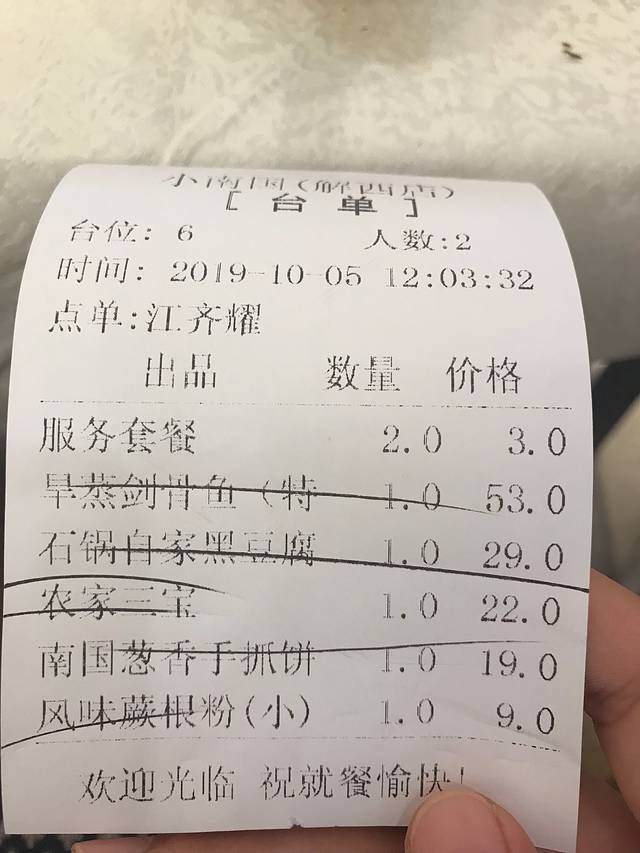 小南国(解西店)
[ 台 单 ]
台位: 6 人数:2
时间: 2019-10-05 12:03:32
点单:江齐耀
出品 数量 价格
服务套餐 2.0 3.0
旱蒸剑骨鱼（特 1.0 53.0
石锅自家黑豆腐 1.0 29.0
农家三宝 1.0 22.0
南国葱香手抓饼 1.0 19.0
风味蕨根粉(小) 1.0 9.0
欢迎光临 祝就餐愉快!